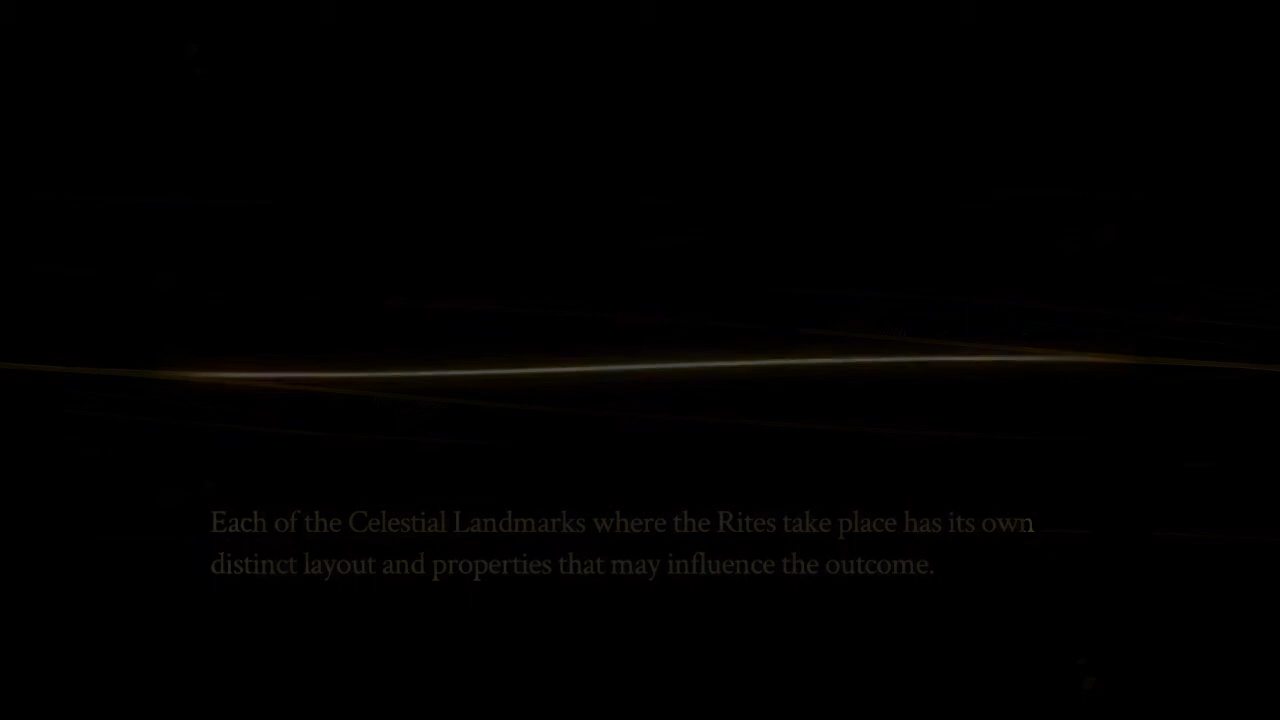 Each of the Celestial Landmarks where the Rites take place has its own
distinct layout and properties that may influence the outcome.